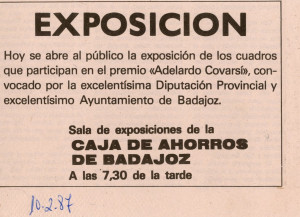 EXPOSICION
Hoy se abre al público la exposición de los cuadros
que participan en el premio «Adelardo Covarsí», con-
vocado por la excelentísima Diputación Provincial y
excelentísimo Ayuntamiento de Badajoz.
Sala de exposiciones de la
CAJA DE AHORROS
DE BADAJOZ
A las 7,30 de la tarde
10-2-87